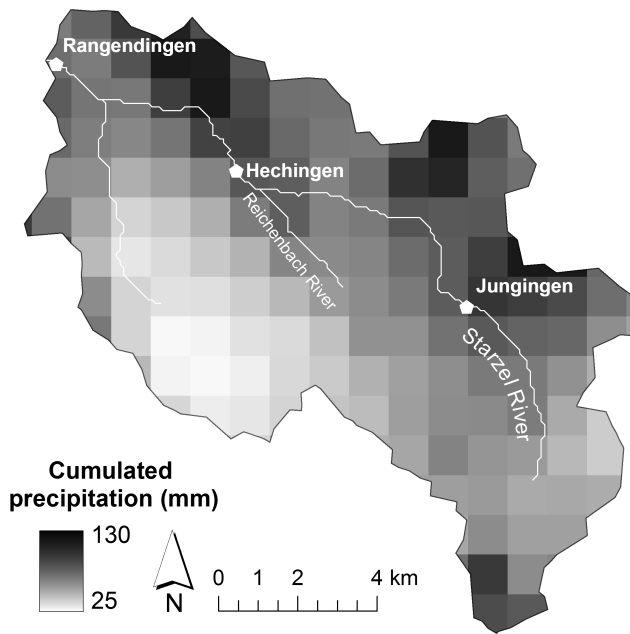 Rangendingen
Hechingen
Reichenbach River
Jungingen
Starzel River
Cumulated
precipitation (mm)
130
25
N
0 1 2 4 km